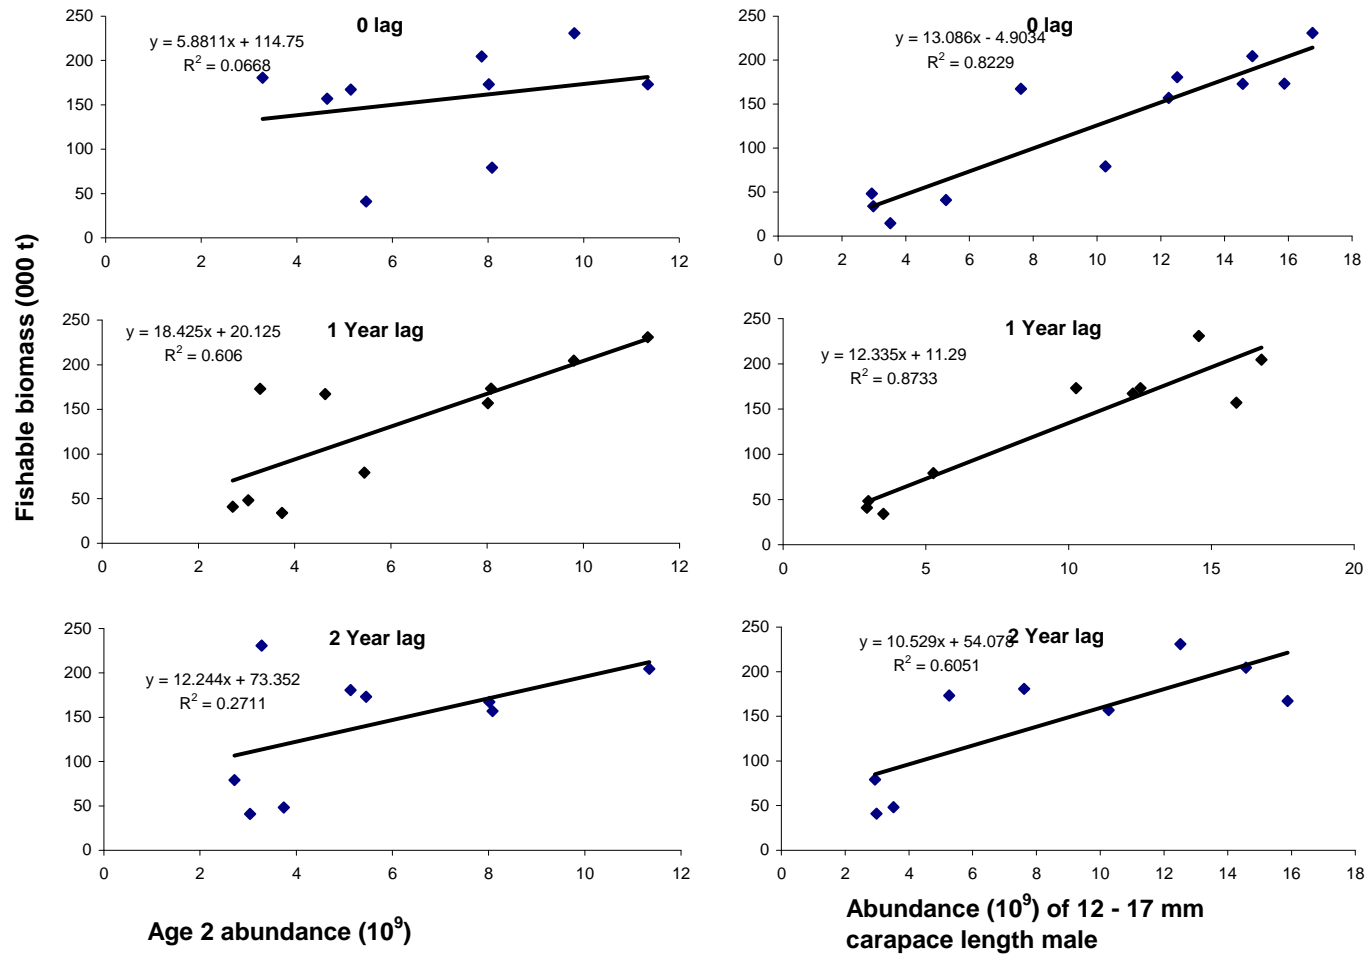 Fishable biomass (000 t)
0 lag
y = 5.8811x + 114.75
R² = 0.0668
250
200
150
100
50
0
0 2 4 6 8 10 12
0 lag
y = 13.086x - 4.9034
R² = 0.8229
250
200
150
100
50
0
0 2 4 6 8 10 12 14 16 18
1 Year lag
y = 18.425x + 20.125
R² = 0.606
250
200
150
100
50
0
0 2 4 6 8 10 12
1 Year lag
y = 12.335x + 11.29
R² = 0.8733
250
200
150
100
50
0
0 5 10 15 20
2 Year lag
y = 12.244x + 73.352
R² = 0.2711
250
200
150
100
50
0
0 2 4 6 8 10 12
2 Year lag
y = 10.529x + 54.078
R² = 0.6051
250
200
150
100
50
0
0 2 4 6 8 10 12 14 16 18
Age 2 abundance (10⁹)
Abundance (10⁹) of 12 - 17 mm
carapace length male